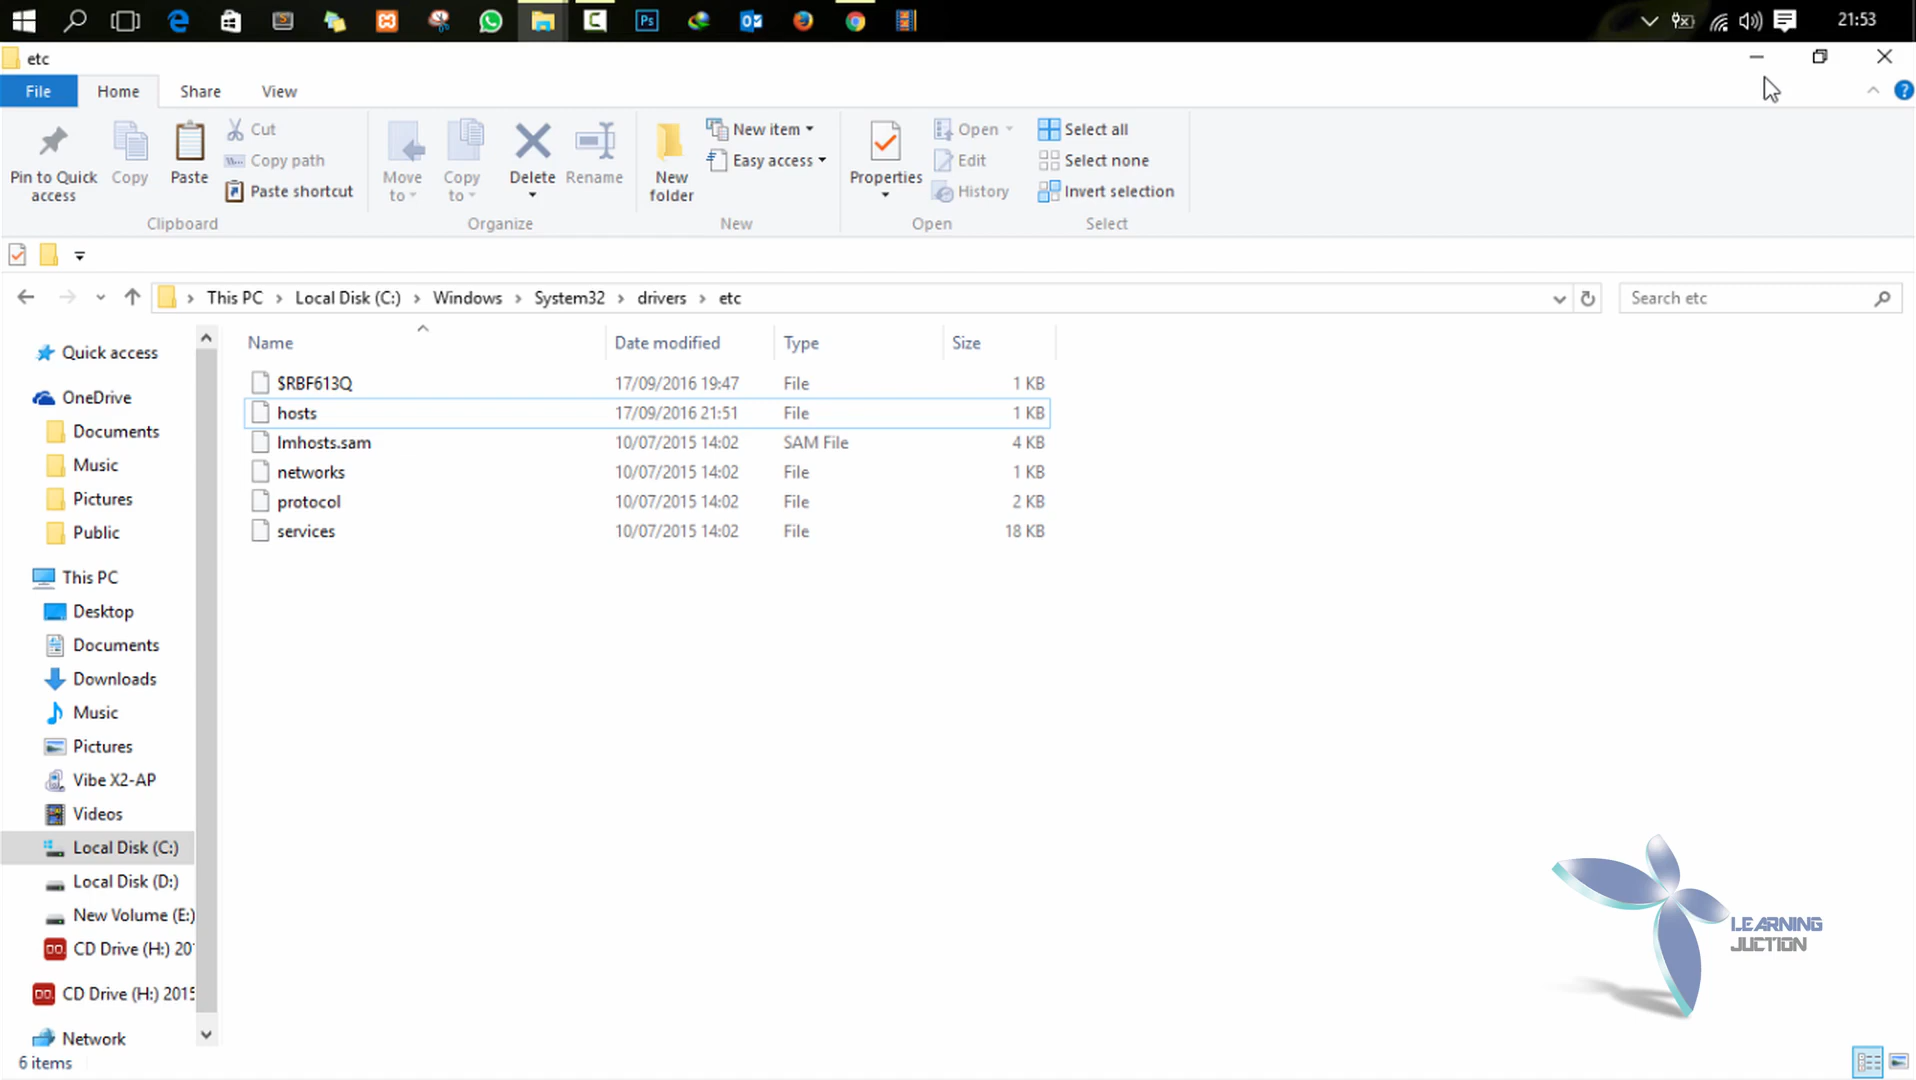 21:53
etc
File Home Share View
Pin to Quick access
Copy
Paste
Cut
Copy path
Paste shortcut
Clipboard
Move to
Copy to
Delete
Rename
Organize
New folder
New item
Easy access
New
Properties
Open
Edit
History
Open
Select all
Select none
Invert selection
Select
This PC > Local Disk (C:) > Windows > System32 > drivers > etc
Search etc
Name Date modified Type Size
$RBF613Q 17/09/2016 19:47 File 1 KB
hosts 17/09/2016 21:51 File 1 KB
lmhosts.sam 10/07/2015 14:02 SAM File 4 KB
networks 10/07/2015 14:02 File 1 KB
protocol 10/07/2015 14:02 File 2 KB
services 10/07/2015 14:02 File 18 KB
Quick access
OneDrive
Documents
Music
Pictures
Public
This PC
Desktop
Documents
Downloads
Music
Pictures
Vibe X2-AP
Videos
Local Disk (C:)
Local Disk (D:)
New Volume (E:)
CD Drive (H:) 20
CD Drive (H:) 2015
Network
6 items
LEARNING
JUCTION